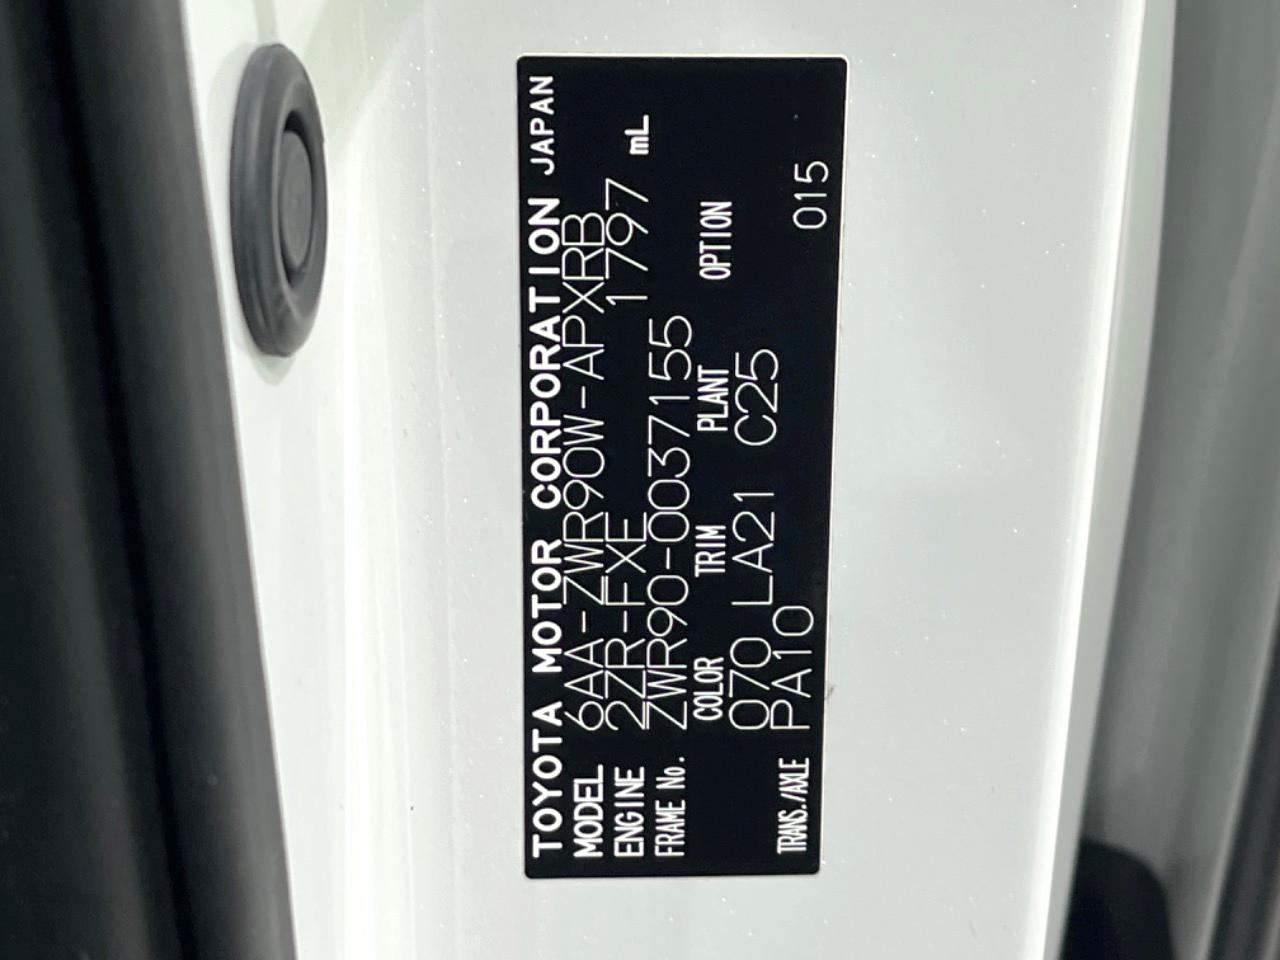 TOYOTA MOTOR CORPORATION JAPAN
MODEL 6AA-ZWR90W-APXRB
ENGINE 2ZR-FXE 1797 mL
FRAME No. ZWR90-0037155
COLOR TRIM PLANT OPTION
070 LA21 C25
TRANS./AXLE PA10 015